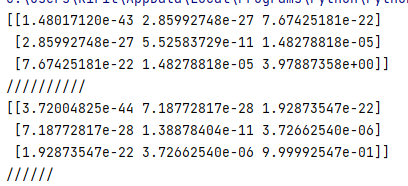 [[1.48017120e-43 2.85992748e-27 7.67425181e-22]
[2.85992748e-27 5.52583729e-11 1.48278818e-05]
[7.67425181e-22 1.48278818e-05 3.97887358e+00]]
//////////
[[3.72004825e-44 7.18772817e-28 1.92873547e-22]
[7.18772817e-28 1.38878404e-11 3.72662540e-06]
[1.92873547e-22 3.72662540e-06 9.99992547e-01]]
//////